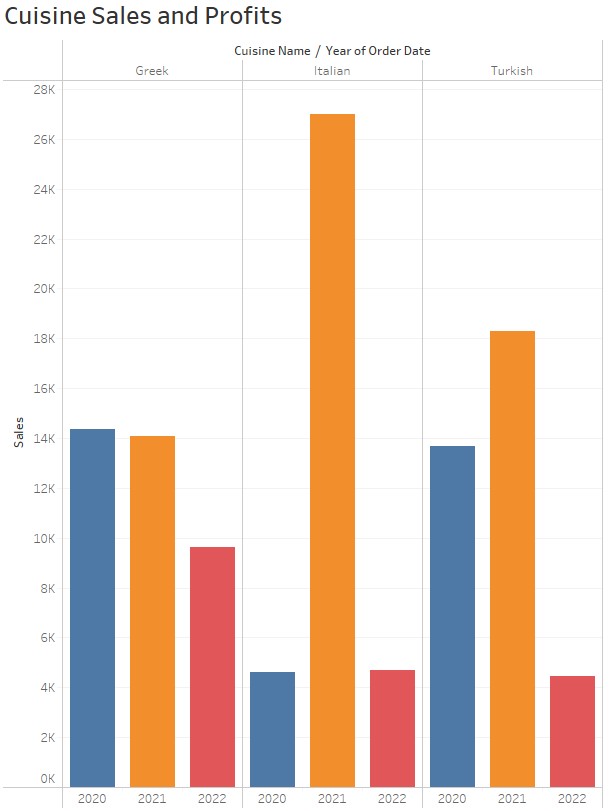 Cuisine Sales and Profits
Cuisine Name / Year of Order Date
Greek Italian Turkish
28K
26K
24K
22K
20K
18K
16K
14K
12K
10K
8K
6K
4K
2K
0K
Sales
2020 2021 2022 2020 2021 2022 2020 2021 2022